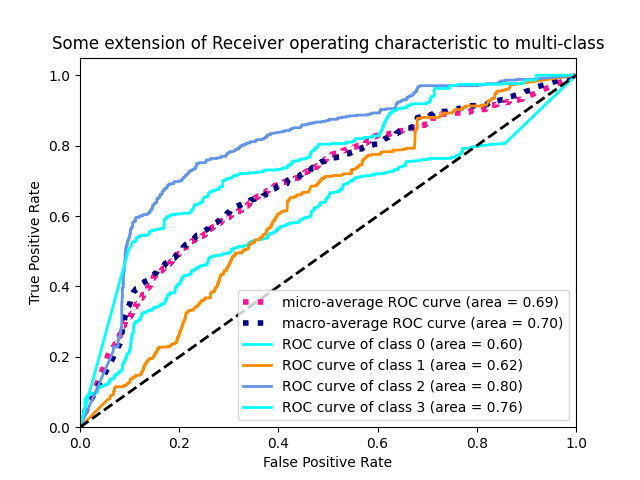 Some extension of Receiver operating characteristic to multi-class
1.0
0.8
0.6
0.4
0.2
0.0
True Positive Rate
micro-average ROC curve (area = 0.69)
macro-average ROC curve (area = 0.70)
ROC curve of class 0 (area = 0.60)
ROC curve of class 1 (area = 0.62)
ROC curve of class 2 (area = 0.80)
ROC curve of class 3 (area = 0.76)
0.0 0.2 0.4 0.6 0.8 1.0
False Positive Rate